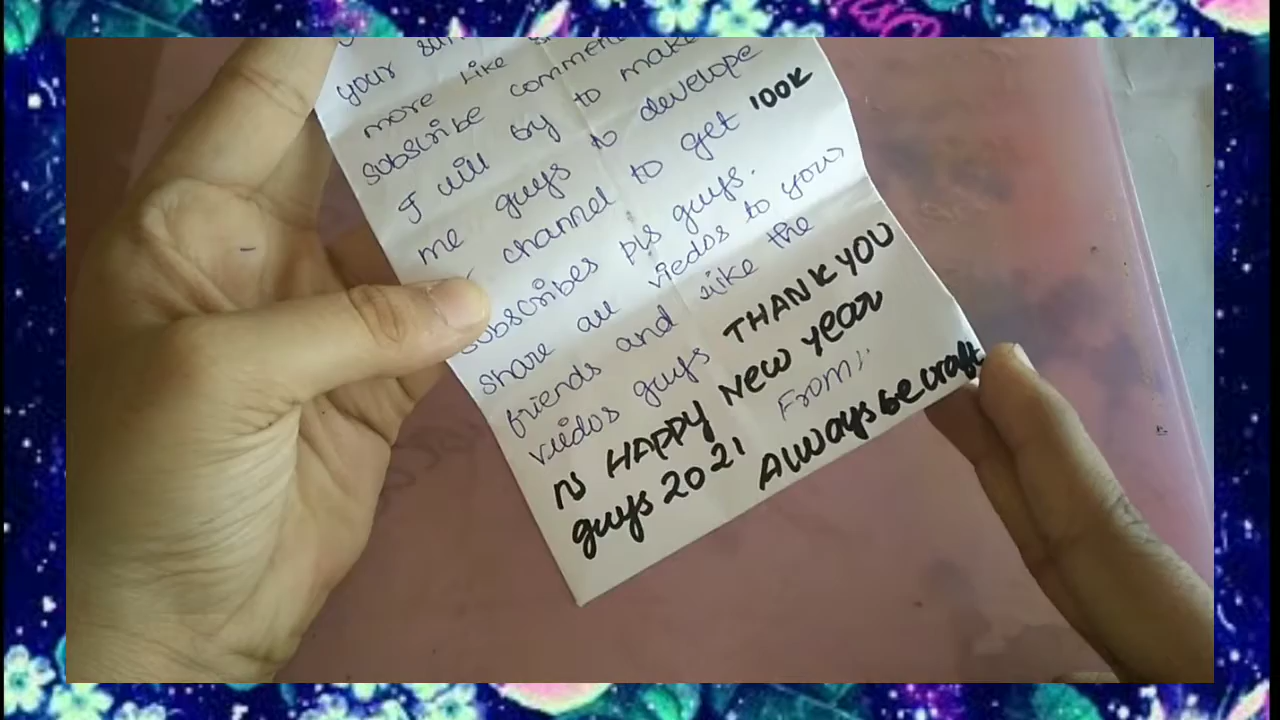 your
more like
subscribe comment
I will try to make
me guys to develope
channel to get 100K
subscribes pls guys.
share all viedos to your
friends and like the
viedos guys THANK YOU
HAPPY New year
guys 2021 From;
Always be craft